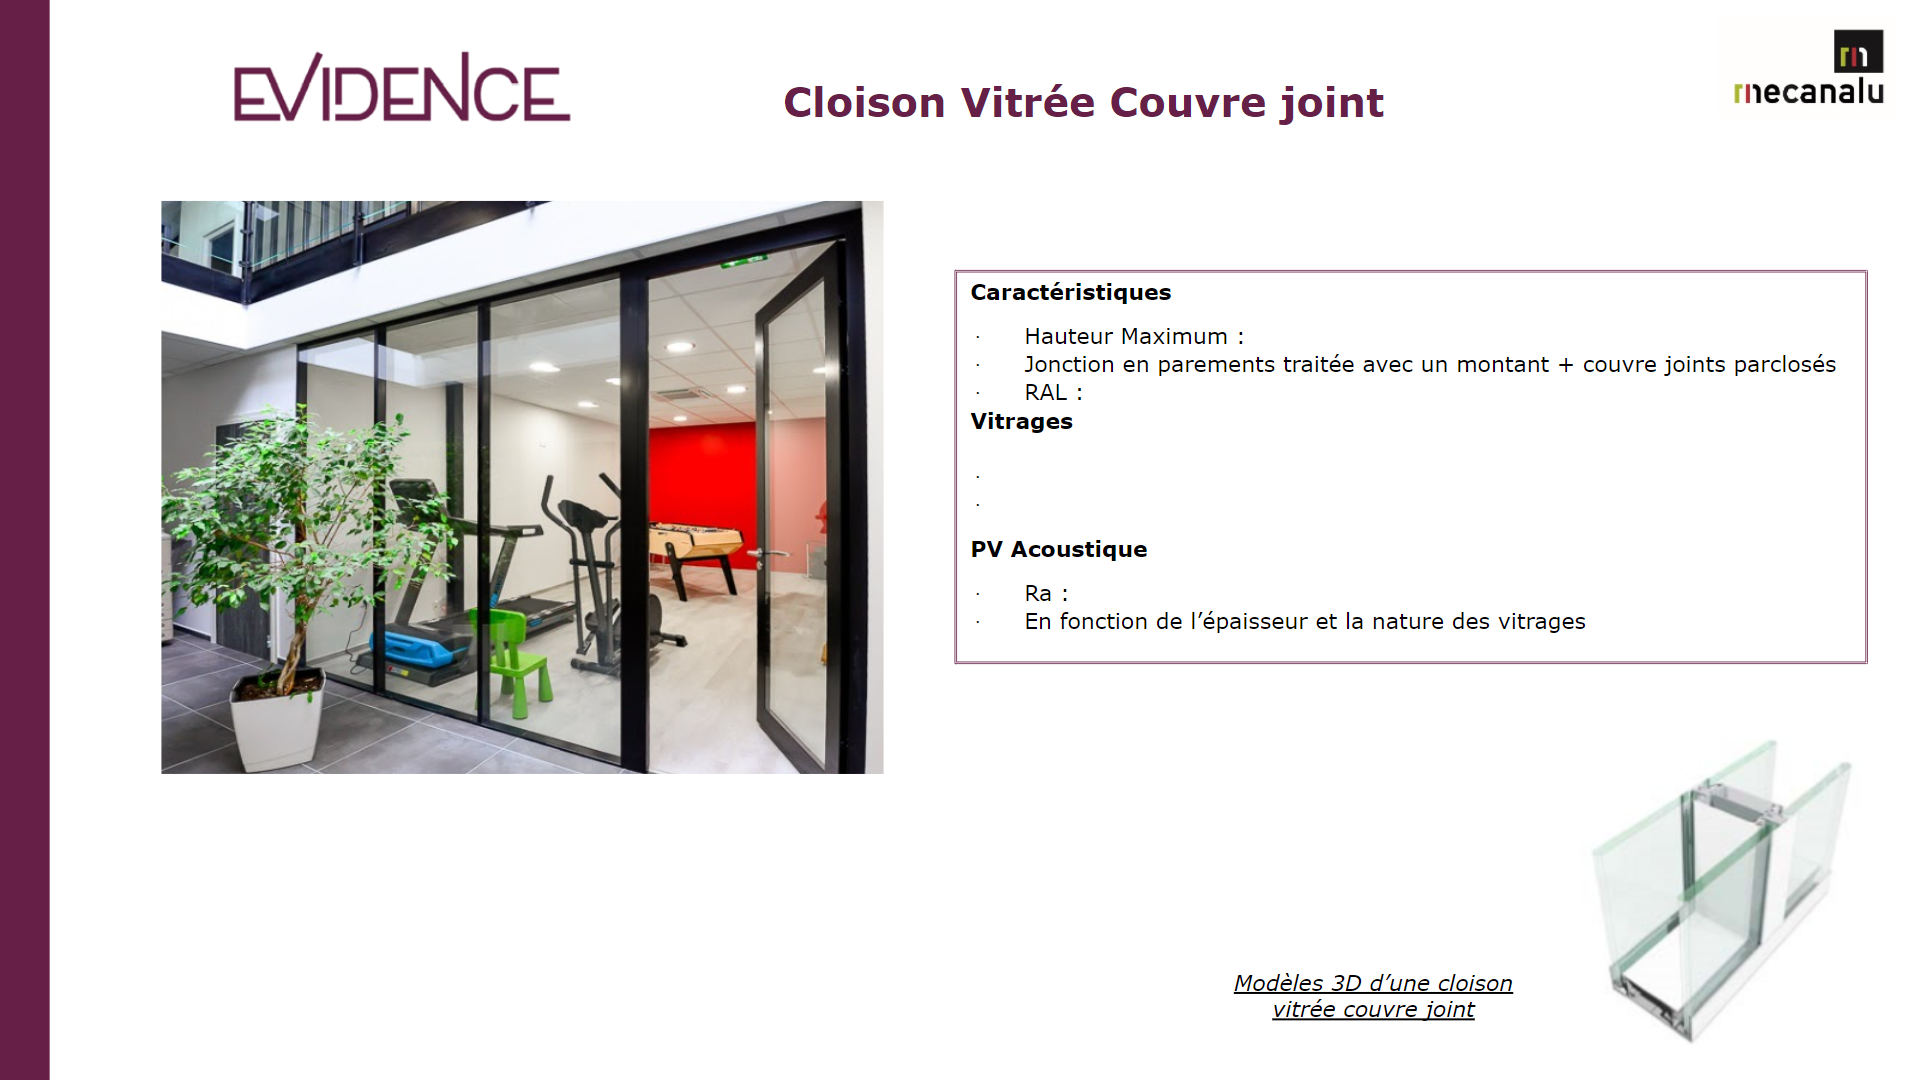 EVIDENCE
Cloison Vitrée Couvre joint
mecanalu
Caractéristiques
· Hauteur Maximum :
· Jonction en parements traitée avec un montant + couvre joints parclosés
· RAL :
Vitrages
·
·
PV Acoustique
· Ra :
· En fonction de l’épaisseur et la nature des vitrages
Modèles 3D d’une cloison
vitrée couvre joint